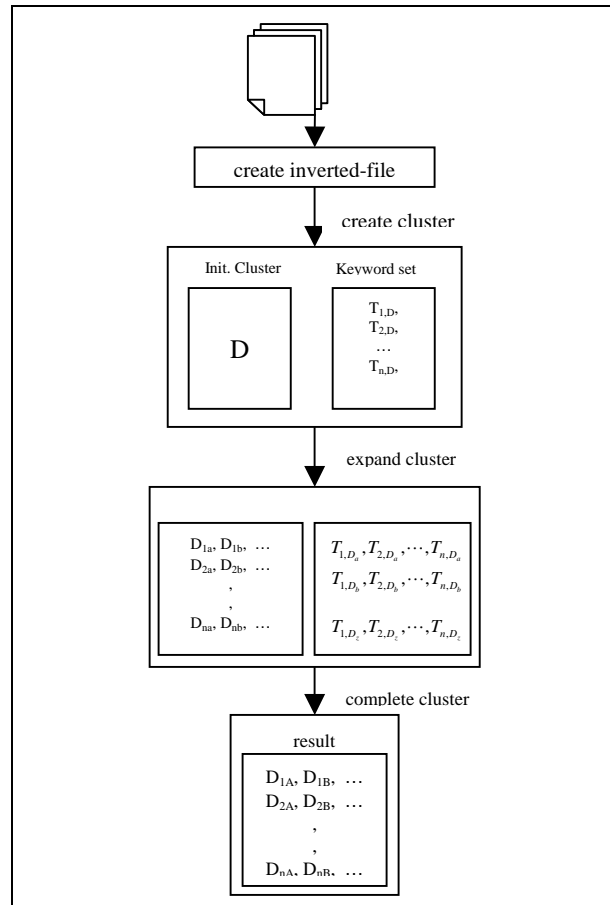 create inverted-file
create cluster
Init. Cluster
Keyword set
D
T1,D,
T2,D,
…
Tn,D,
expand cluster
D1a, D1b, …
D2a, D2b, …
,
,
Dna, Dnb, …
T1,Da,T2,Da,⋯,Tn,Da
T1,Db,T2,Db,⋯,Tn,Db
T1,Dz,T2,Dz,⋯,Tn,Dz
complete cluster
result
D1A, D1B, …
D2A, D2B, …
,
,
DnA, DnB, …